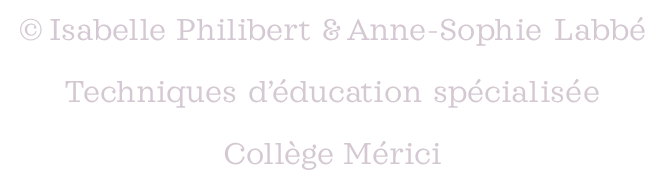 © Isabelle Philibert & Anne-Sophie Labbé
Techniques d’éducation spécialisée
Collège Mérici